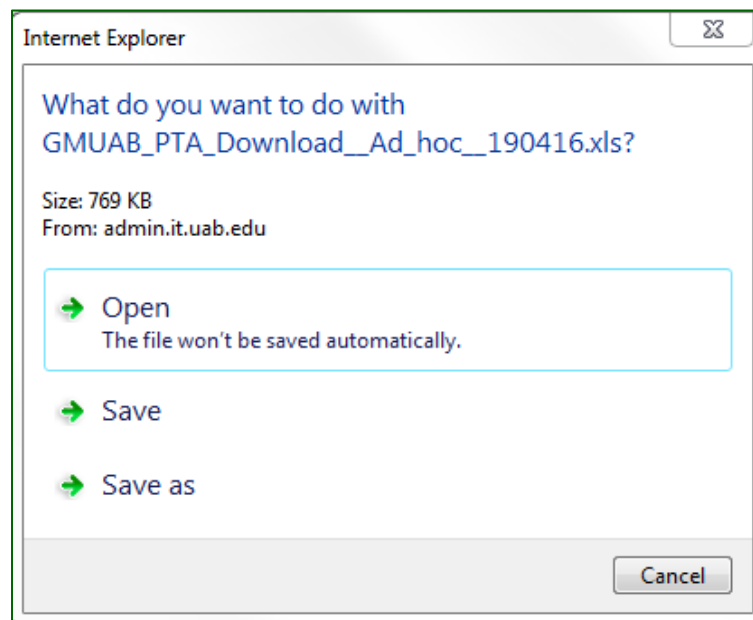 Internet Explorer
What do you want to do with
GMUAB_PTA_Download__Ad_hoc__190416.xls?
Size: 769 KB
From: admin.it.uab.edu
Open
The file won't be saved automatically.
Save
Save as
Cancel